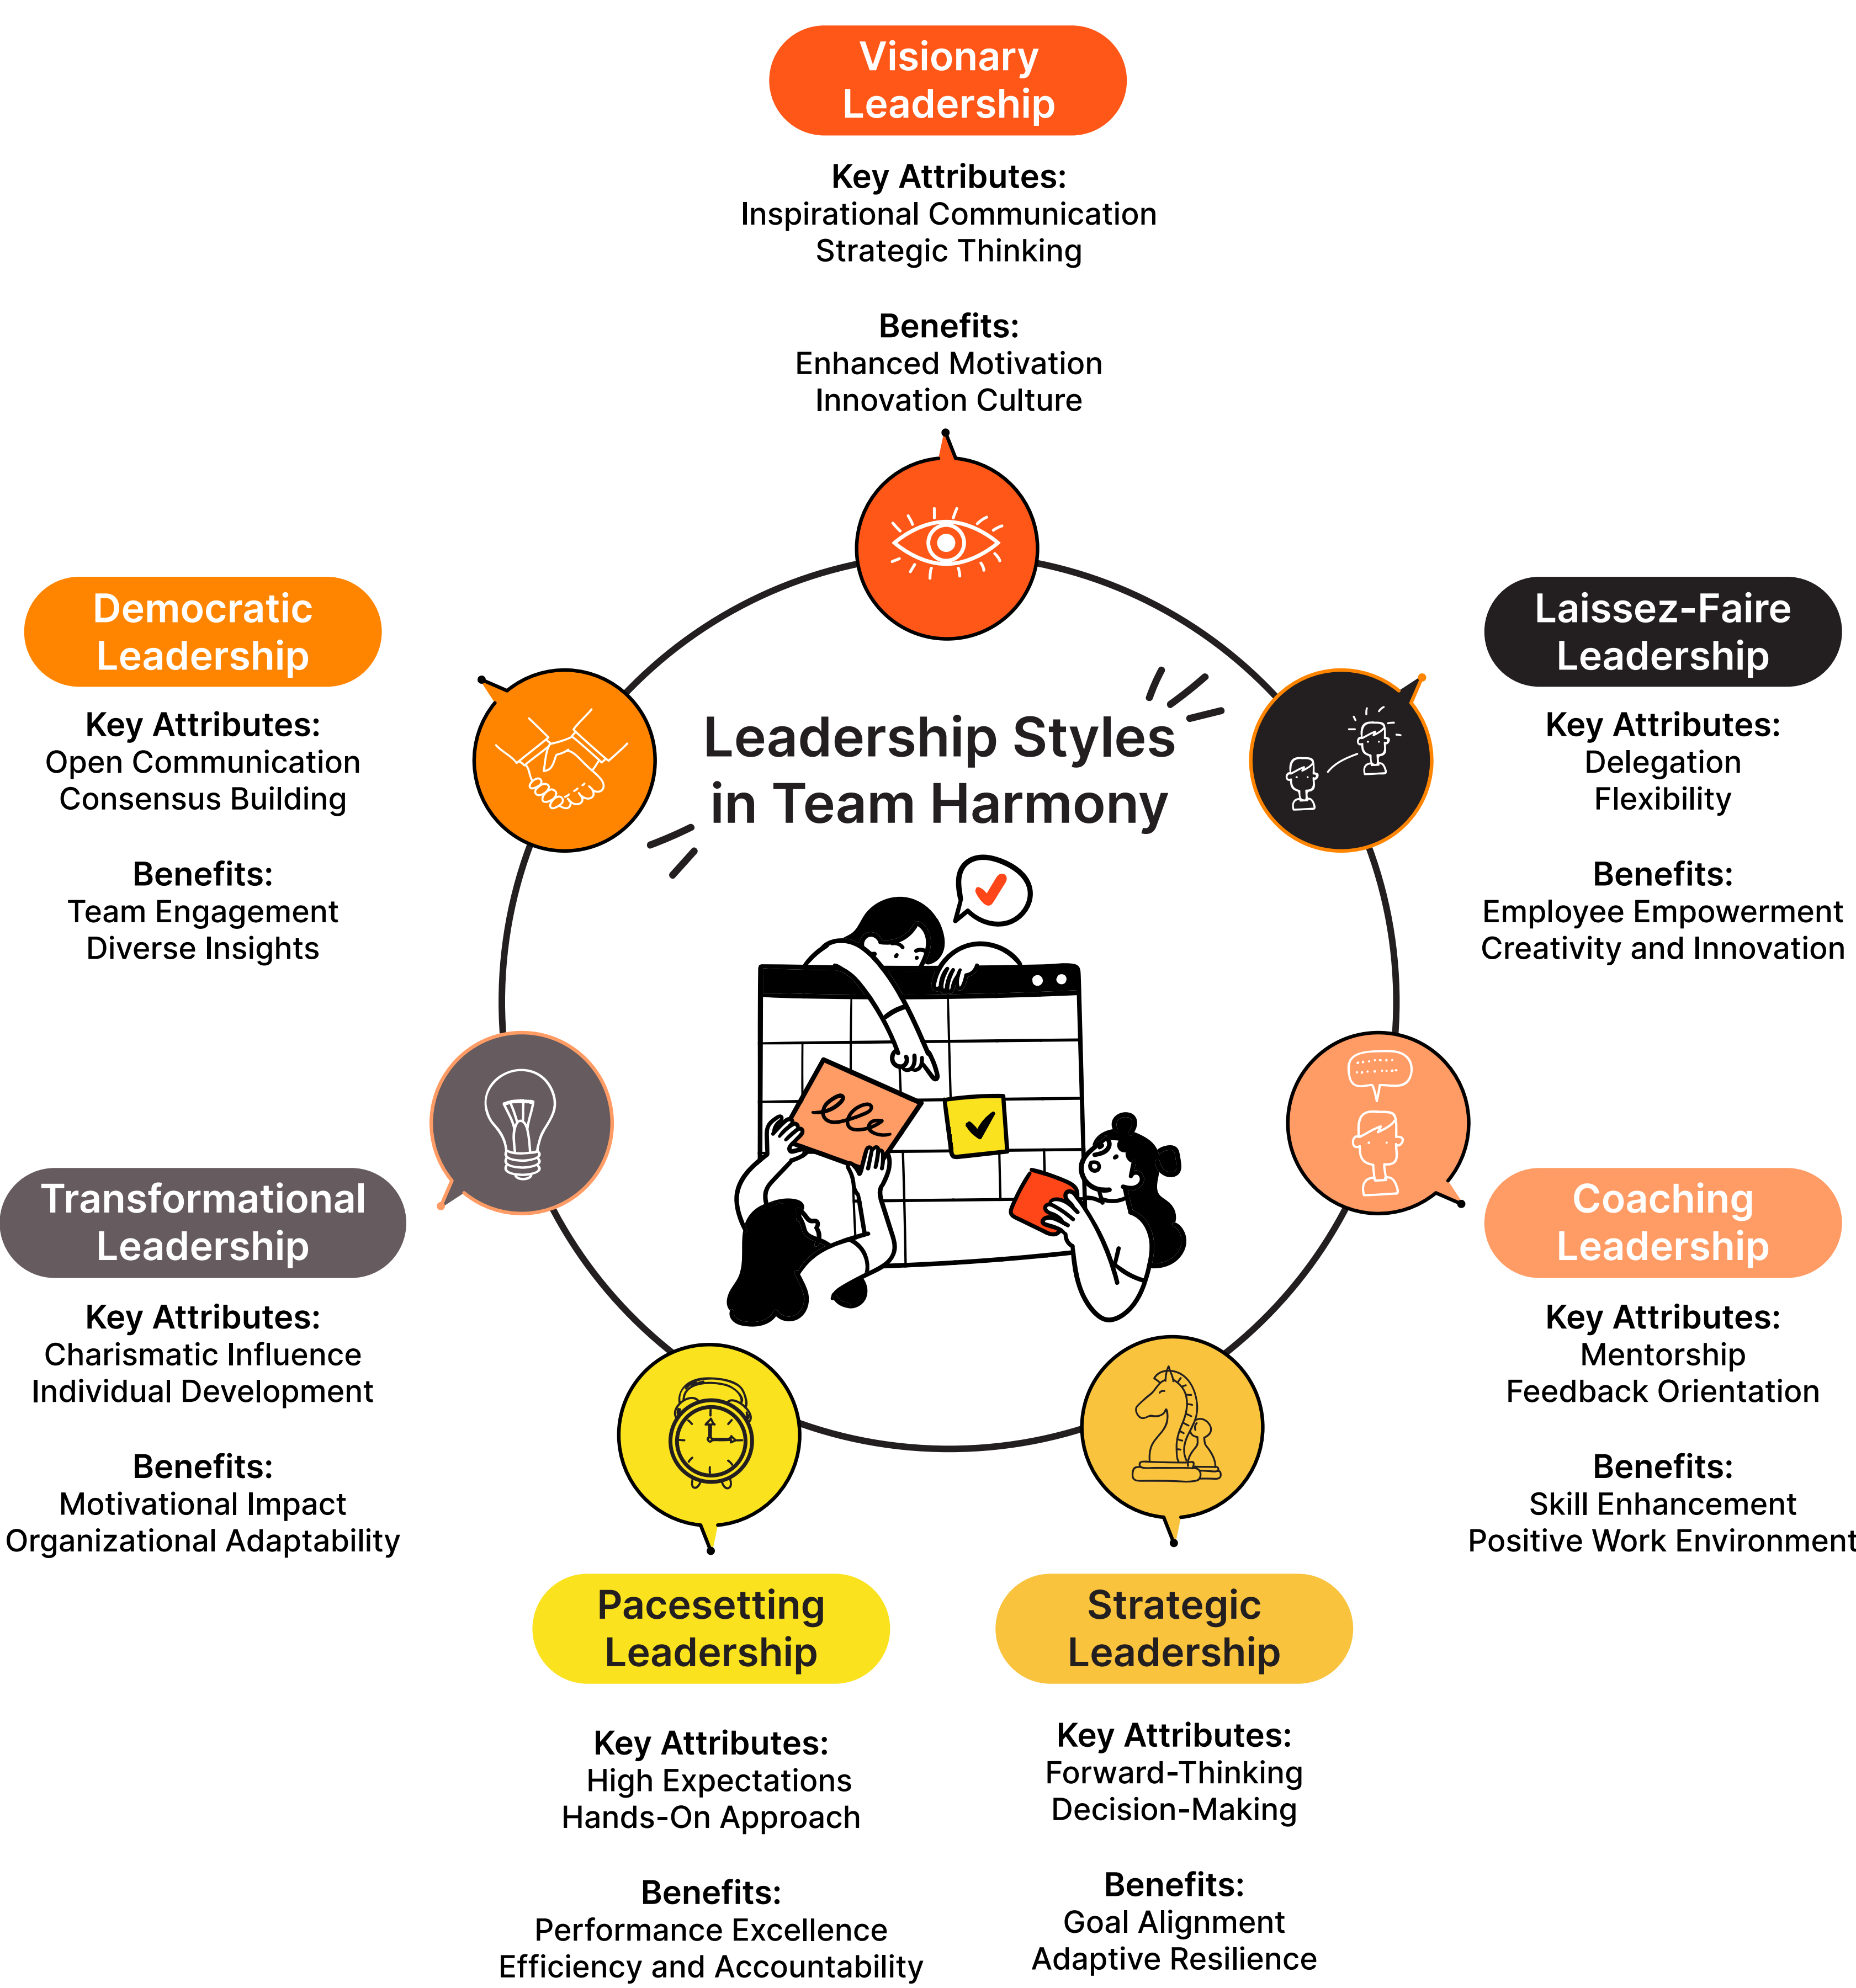 Visionary
Leadership
Key Attributes:
Inspirational Communication
Strategic Thinking
Benefits:
Enhanced Motivation
Innovation Culture
Democratic
Leadership
Key Attributes:
Open Communication
Consensus Building
Benefits:
Team Engagement
Diverse Insights
Leadership Styles
in Team Harmony
Laissez-Faire
Leadership
Key Attributes:
Delegation
Flexibility
Benefits:
Employee Empowerment
Creativity and Innovation
Transformational
Leadership
Key Attributes:
Charismatic Influence
Individual Development
Benefits:
Motivational Impact
Organizational Adaptability
Coaching
Leadership
Key Attributes:
Mentorship
Feedback Orientation
Benefits:
Skill Enhancement
Positive Work Environment
Pacesetting
Leadership
Key Attributes:
High Expectations
Hands-On Approach
Benefits:
Performance Excellence
Efficiency and Accountability
Strategic
Leadership
Key Attributes:
Forward-Thinking
Decision-Making
Benefits:
Goal Alignment
Adaptive Resilience